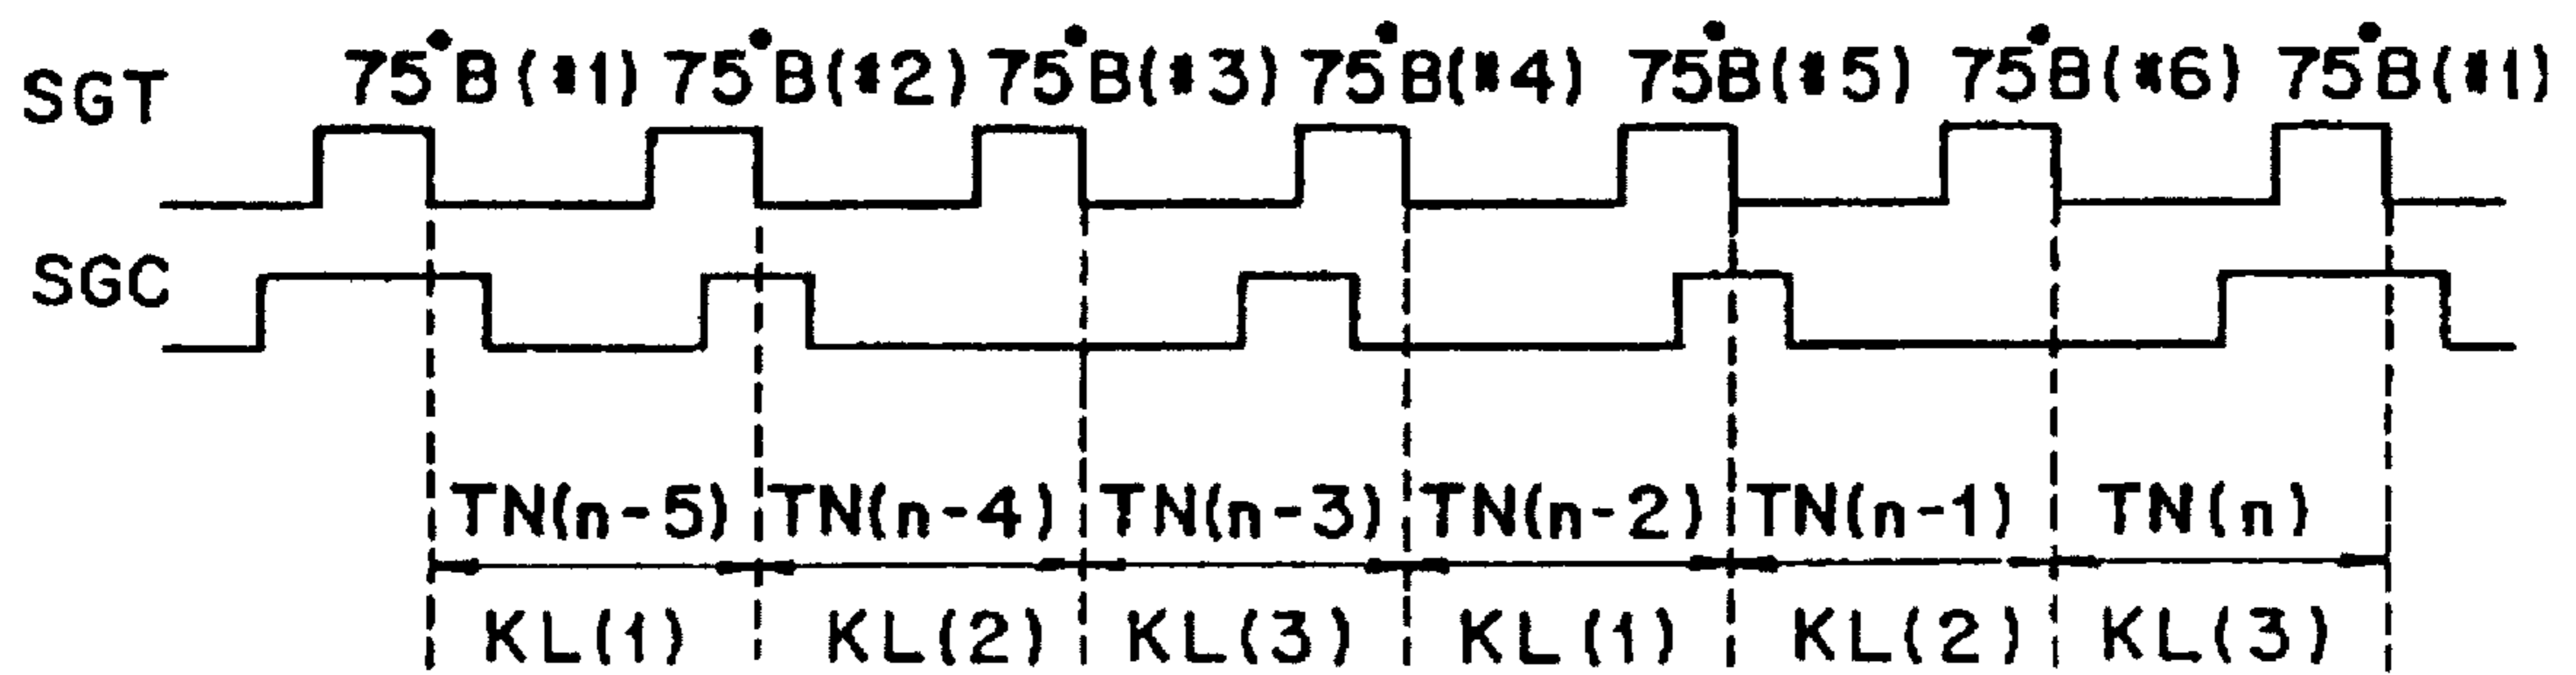 SGT 75°B(#1) 75°B(#2) 75°B(#3) 75°B(#4) 75°B(#5) 75°B(#6) 75°B(#1)
SGC
TN(n-5) TN(n-4) TN(n-3) TN(n-2) TN(n-1) TN(n)
KL(1) KL(2) KL(3) KL(1) KL(2) KL(3)